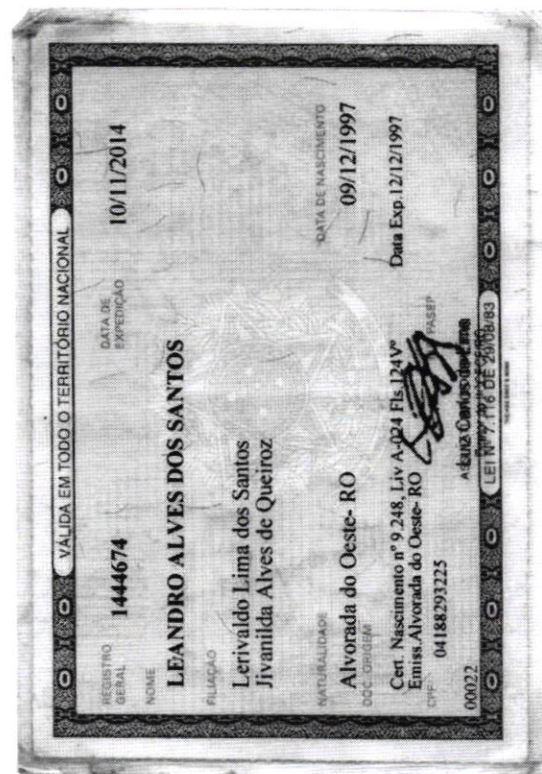 VÁLIDA EM TODO O TERRITÓRIO NACIONAL
REGISTRO GERAL 1444674 DATA DE EXPEDIÇÃO 10/11/2014
NOME
LEANDRO ALVES DOS SANTOS
FILIAÇÃO
Lerivaldo Lima dos Santos
Jivanilda Alves de Queiroz
NATURALIDADE DATA DE NASCIMENTO
Alvorada do Oeste- RO 09/12/1997
DOC. ORIGEM
Cert. Nascimento nº 9.248, Liv A-024 Fls.124Vº Data Exp.12/12/1997
Emiss.Alvorada do Oeste- RO
CPF 04188293225 PASEP
00022
LEI Nº 7.116 DE 29/08/83